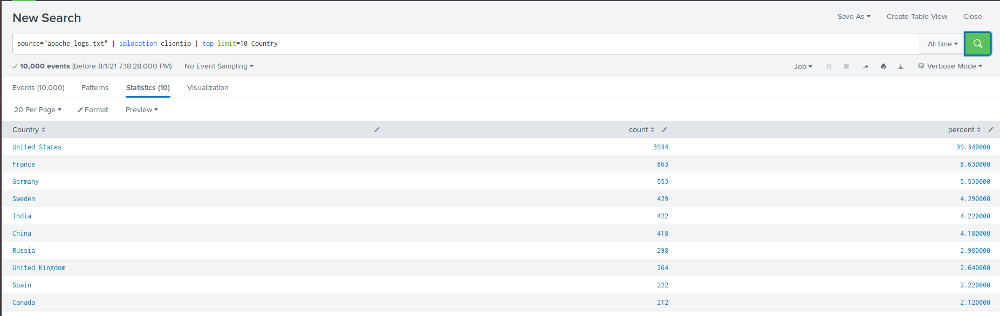 New Search
Save As Create Table View Close
source="apache_logs.txt" | iplocation clientip | top limit=10 Country
All time
10,000 events (before 8/1/21 7:18:28.000 PM) No Event Sampling
Job Verbose Mode
Events (10,000) Patterns Statistics (10) Visualization
20 Per Page Format Preview
Country count percent
United States 3934 39.340000
France 863 8.630000
Germany 553 5.530000
Sweden 429 4.290000
India 422 4.220000
China 418 4.180000
Russia 298 2.980000
United Kingdom 264 2.640000
Spain 222 2.220000
Canada 212 2.120000